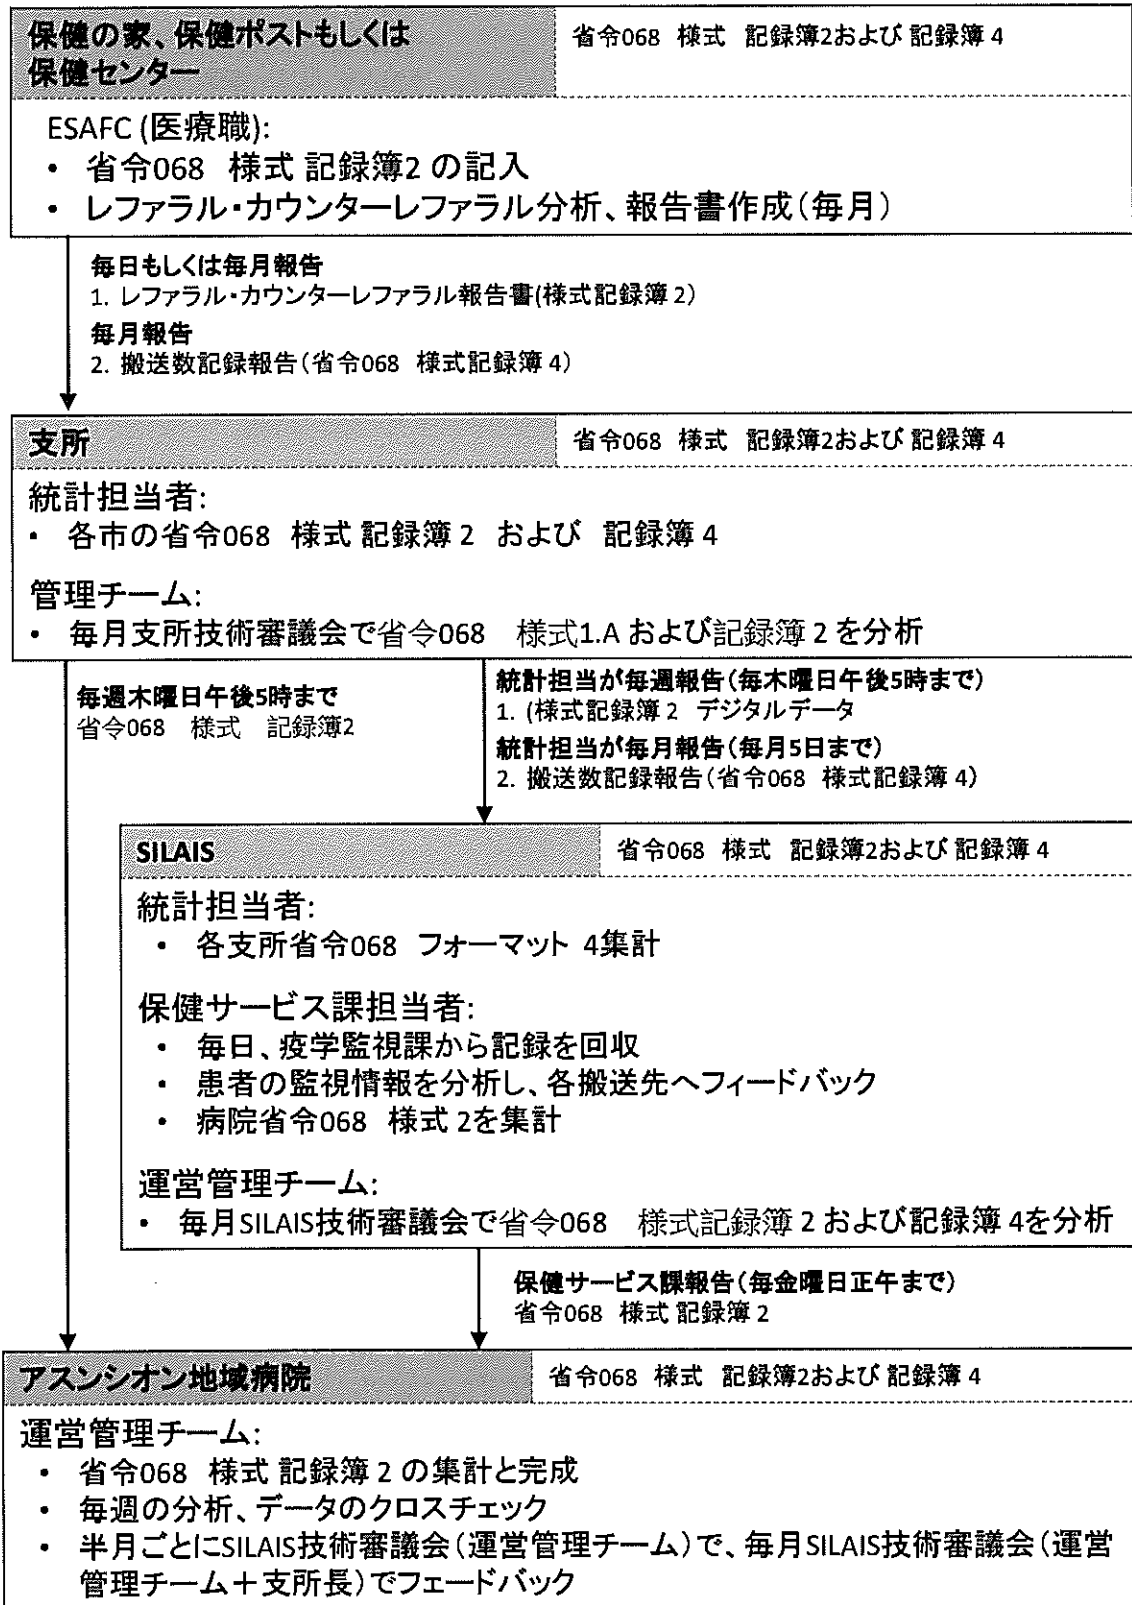 保健の家、保健ポストもしくは
保健センター
省令068 様式 記録簿2および 記録簿 4
ESAFC (医療職):
• 省令068 様式 記録簿2 の記入
• レファラル・カウンターレファラル分析、報告書作成(毎月)
毎日もしくは毎月報告
1. レファラル・カウンターレファラル報告書(様式記録簿 2)
毎月報告
2. 搬送数記録報告(省令068 様式記録簿 4)
支所
省令068 様式 記録簿2および 記録簿 4
統計担当者:
• 各市の省令068 様式 記録簿 2 および 記録簿 4
管理チーム:
• 毎月支所技術審議会で省令068 様式1.A および記録簿 2 を分析
毎週木曜日午後5時まで
省令068 様式 記録簿2
統計担当が毎週報告(毎木曜日午後5時まで)
1. (様式記録簿 2 デジタルデータ
統計担当が毎月報告(毎月5日まで)
2. 搬送数記録報告(省令068 様式記録簿 4)
SILAIS
省令068 様式 記録簿2および 記録簿 4
統計担当者:
• 各支所省令068 フォーマット 4集計
保健サービス課担当者:
• 毎日、疫学監視課から記録を回収
• 患者の監視情報を分析し、各搬送先へフィードバック
• 病院省令068 様式 2を集計
運営管理チーム:
• 毎月SILAIS技術審議会で省令068 様式記録簿 2 および記録簿 4を分析
保健サービス課報告(毎金曜日正午まで)
省令068 様式 記録簿 2
アスンシオン地域病院
省令068 様式 記録簿2および 記録簿 4
運営管理チーム:
• 省令068 様式 記録簿 2 の集計と完成
• 毎週の分析、データのクロスチェック
• 半月ごとにSILAIS技術審議会(運営管理チーム)で、毎月SILAIS技術審議会(運営
管理チーム+支所長)でフェードバック